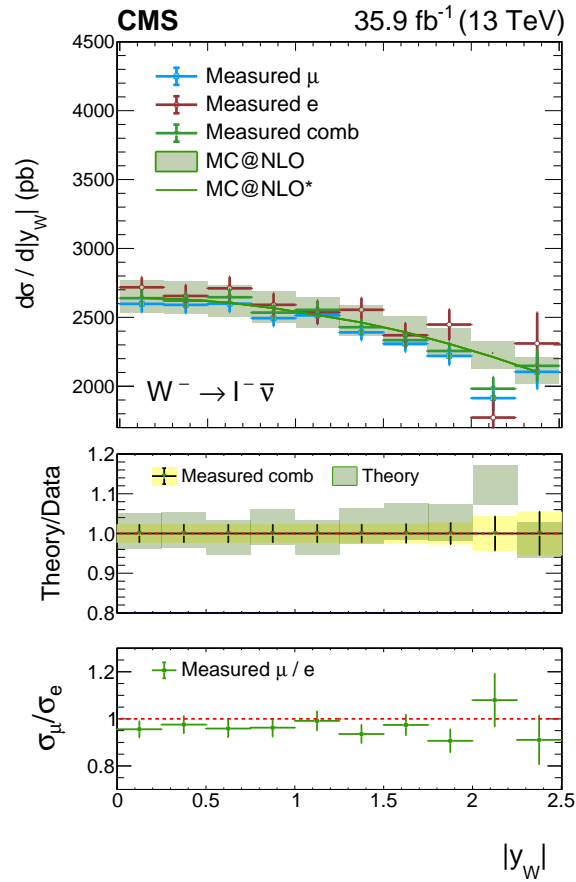 CMS 35.9 fb⁻¹ (13 TeV)
4500
4000
3500
3000
2500
2000
dσ / d|y_W| (pb)
Measured μ
Measured e
Measured comb
MC@NLO
MC@NLO*
W⁻ → l⁻ ν̄
1.2
1.1
1.0
0.9
0.8
Theory/Data
Measured comb
Theory
1.2
1
0.8
σ_μ/σ_e
Measured μ / e
0 0.5 1 1.5 2 2.5
|y_W|